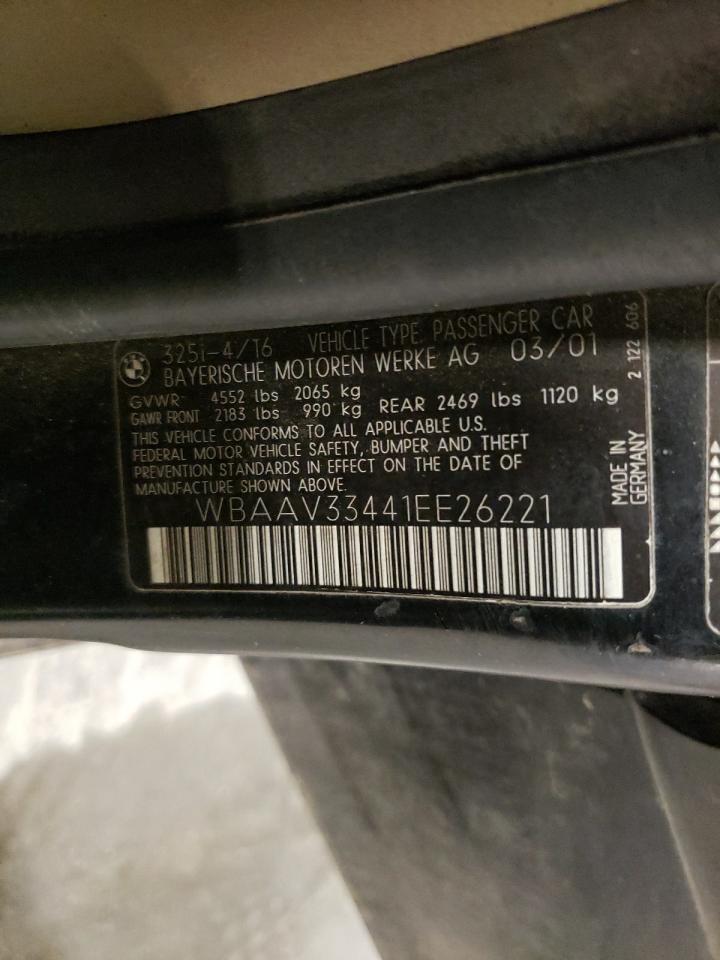 325i-4/T6 VEHICLE TYPE PASSENGER CAR
BAYERISCHE MOTOREN WERKE AG 03/01
GVWR: 4552 lbs 2065 kg
GAWR FRONT 2183 lbs 990 kg REAR 2469 lbs 1120 kg
THIS VEHICLE CONFORMS TO ALL APPLICABLE U.S.
FEDERAL MOTOR VEHICLE SAFETY, BUMPER AND THEFT
PREVENTION STANDARDS IN EFFECT ON THE DATE OF
MANUFACTURE SHOWN ABOVE.
WBAAV33441EE26221
MADE IN
GERMANY
2 122 606